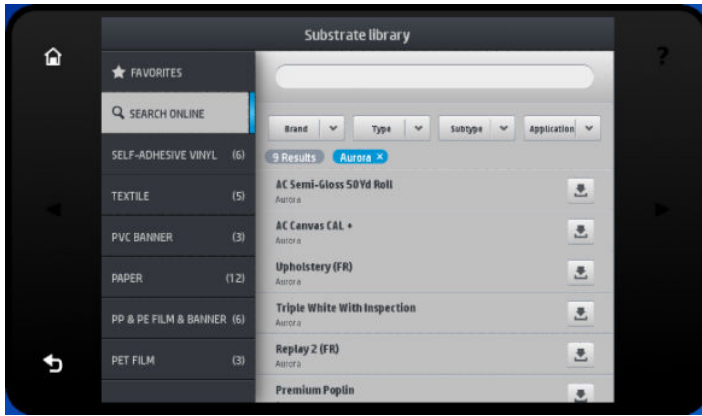 Substrate library
?
FAVORITES
SEARCH ONLINE
SELF-ADHESIVE VINYL (6)
TEXTILE (5)
PVC BANNER (3)
PAPER (12)
PP & PE FILM & BANNER (6)
PET FILM (3)
Brand Type Subtype Application
9 Results Aurora ×
AC Semi-Gloss 50Yd Roll
Aurora
AC Canvas CAL +
Aurora
Upholstery (FR)
Aurora
Triple White With Inspection
Aurora
Replay 2 (FR)
Aurora
Premium Poplin